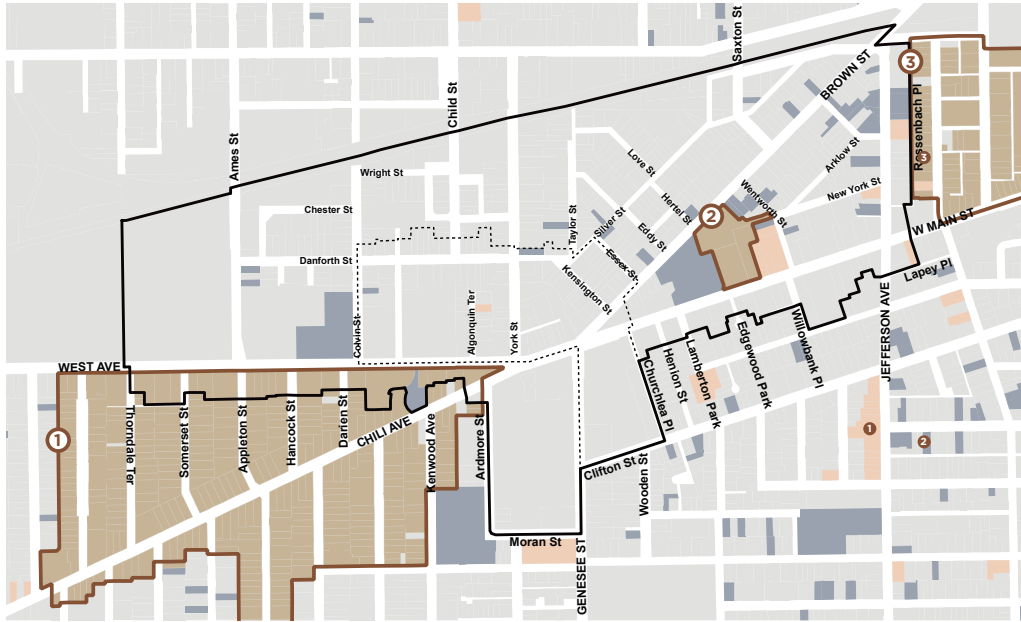 Saxton St
BROWN ST
3
Child St
Rossenbach Pl
Ames St
Arklow St
3
Love St
Wright St
New York St
Wentworth St
Hertel St
Chester St
2
Silver St
Taylor St
W MAIN ST
Eddy St
Danforth St
Essex St
Kensington St
Lapey Pl
Algonquin Ter
Colvin St
York St
JEFFERSON AVE
Willowbank Pl
Edgewood Park
Lamberton Park
Henion St
Churchlea Pl
WEST AVE
Thorndale Ter
Somerset St
Appleton St
Hancock St
Darien St
CHILI AVE
Kenwood Ave
Ardmore St
1
1
2
Clifton St
Wooden St
Moran St
GENESEE ST